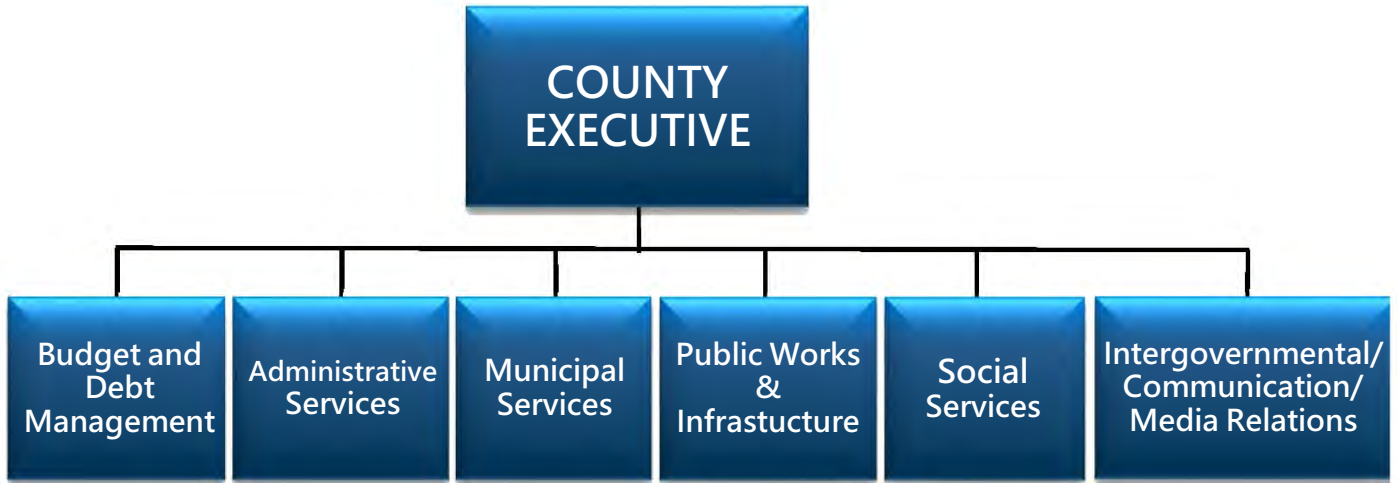 COUNTY
EXECUTIVE
Budget and
Debt
Management
Administrative
Services
Municipal
Services
Public Works
&
Infrastucture
Social
Services
Intergovernmental/
Communication/
Media Relations